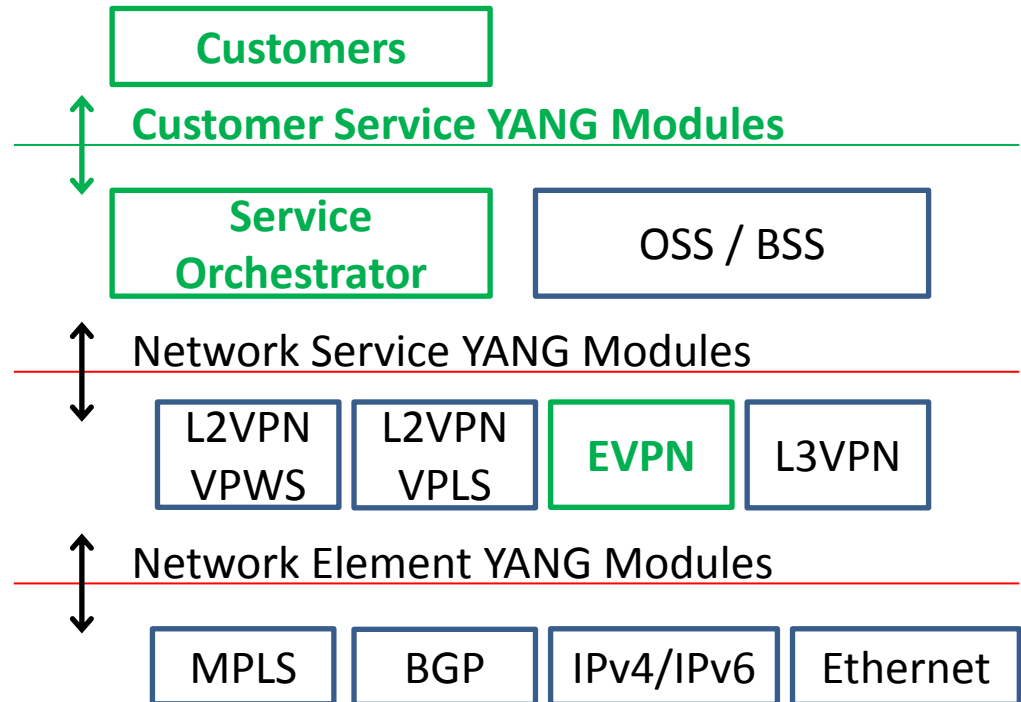 Customers
Customer Service YANG Modules
Service
Orchestrator
OSS / BSS
Network Service YANG Modules
L2VPN
VPWS
L2VPN
VPLS
EVPN
L3VPN
Network Element YANG Modules
MPLS
BGP
IPv4/IPv6
Ethernet